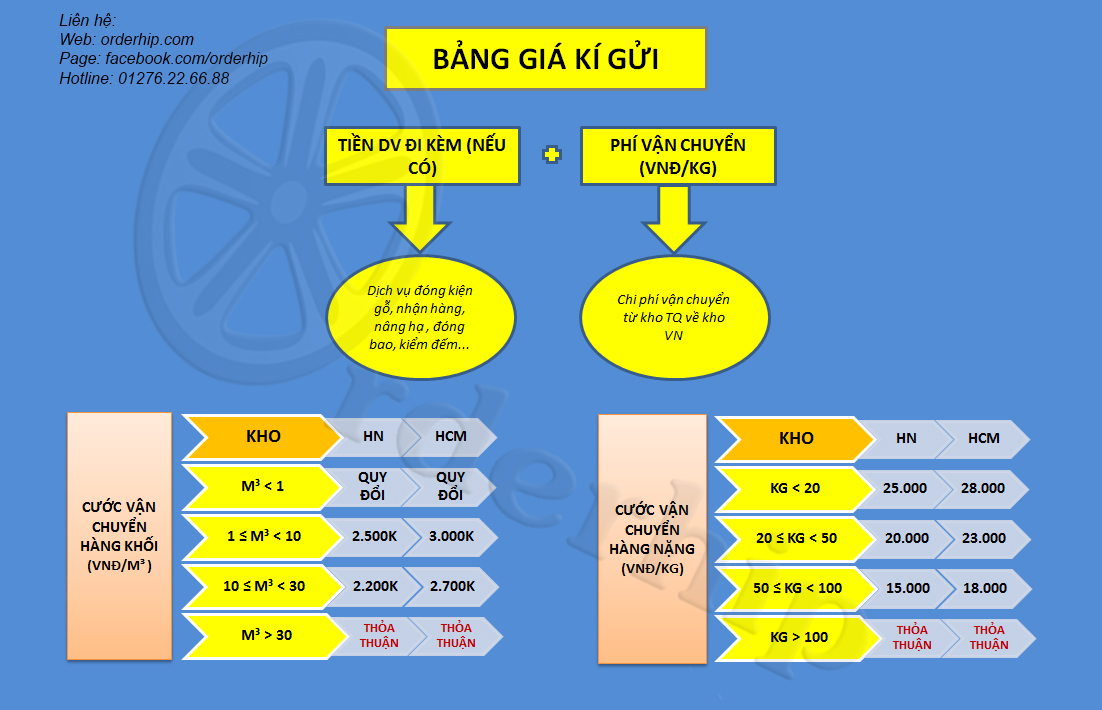 Liên hệ:
Web: orderhip.com
Page: facebook.com/orderhip
Hotline: 01276.22.66.88
BẢNG GIÁ KÍ GỬI
TIỀN DV ĐI KÈM (NẾU
CÓ)
PHÍ VẬN CHUYỂN
(VNĐ/KG)
Dịch vụ đóng kiện
gỗ, nhận hàng,
nâng hạ , đóng
bao, kiểm đếm...
Chi phí vận chuyển
từ kho TQ về kho
VN
CƯỚC VẬN
CHUYỂN
HÀNG KHỐI
(VNĐ/M³ )
KHO HN HCM
M³ < 1 QUY ĐỔI QUY ĐỔI
1 ≤ M³ < 10 2.500K 3.000K
10 ≤ M³ < 30 2.200K 2.700K
M³ > 30 THỎA THUẬN THỎA THUẬN
CƯỚC VẬN
CHUYỂN
HÀNG NẶNG
(VNĐ/KG)
KHO HN HCM
KG < 20 25.000 28.000
20 ≤ KG < 50 20.000 23.000
50 ≤ KG < 100 15.000 18.000
KG > 100 THỎA THUẬN THỎA THUẬN
orderhip